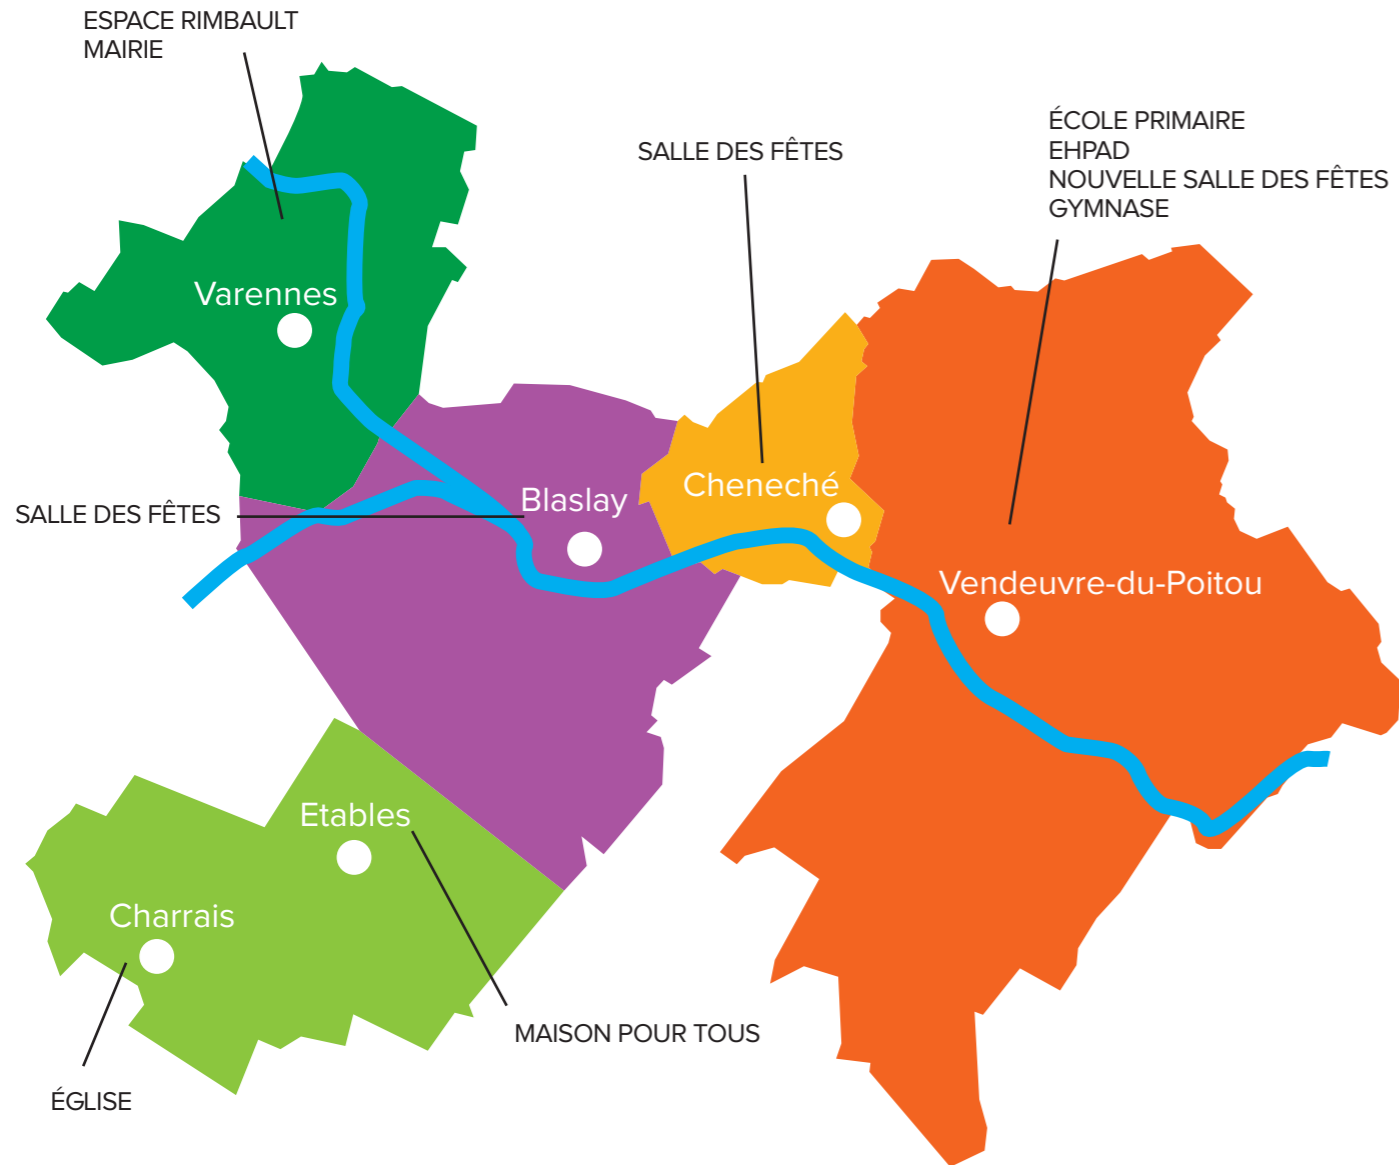 ESPACE RIMBAULT
MAIRIE
ÉCOLE PRIMAIRE
EHPAD
NOUVELLE SALLE DES FÊTES
GYMNASE
SALLE DES FÊTES
Varennes
Cheneché
Blaslay
SALLE DES FÊTES
Vendeuvre-du-Poitou
Etables
Charrais
MAISON POUR TOUS
ÉGLISE